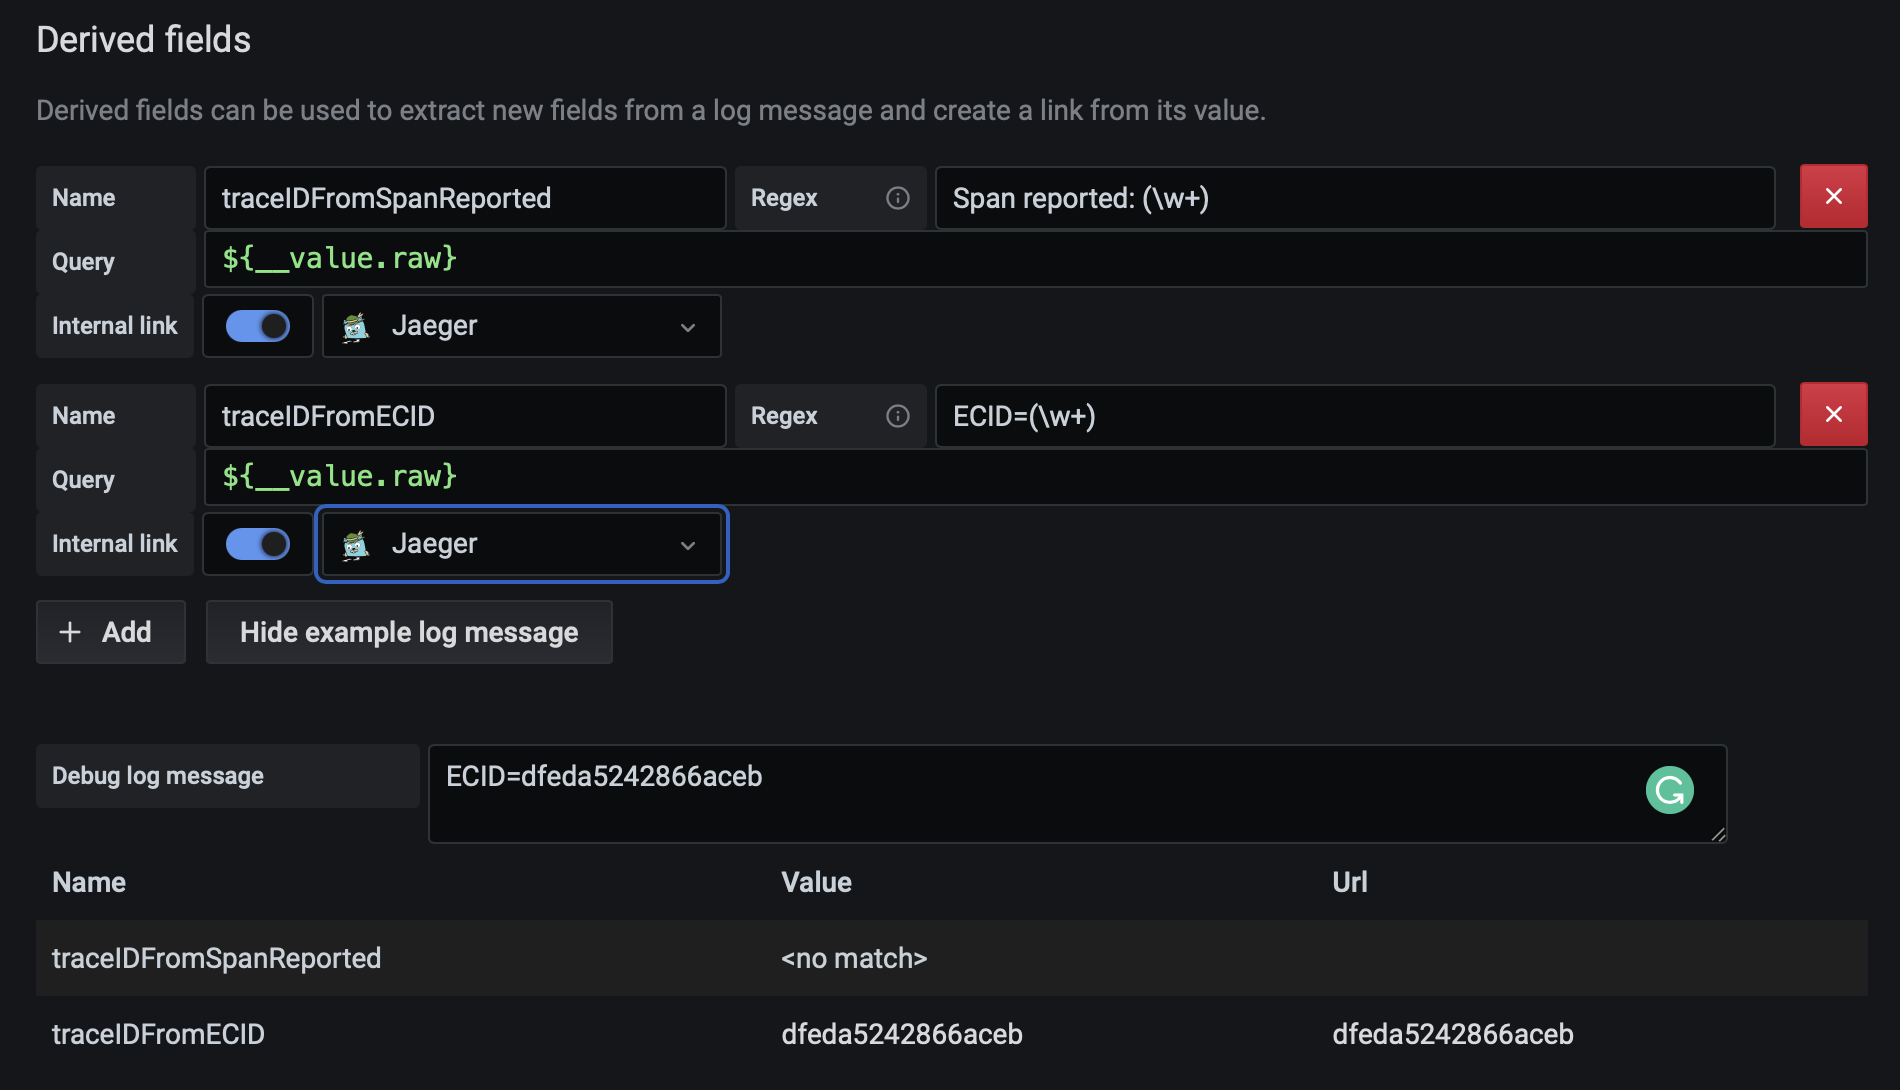 Derived fields
Derived fields can be used to extract new fields from a log message and create a link from its value.
Name traceIDFromSpanReported Regex Span reported: (\w+)
Query ${__value.raw}
Internal link Jaeger
Name traceIDFromECID Regex ECID=(\w+)
Query ${__value.raw}
Internal link Jaeger
+ Add Hide example log message
Debug log message ECID=dfeda5242866aceb
Name Value Url
traceIDFromSpanReported <no match>
traceIDFromECID dfeda5242866aceb dfeda5242866aceb